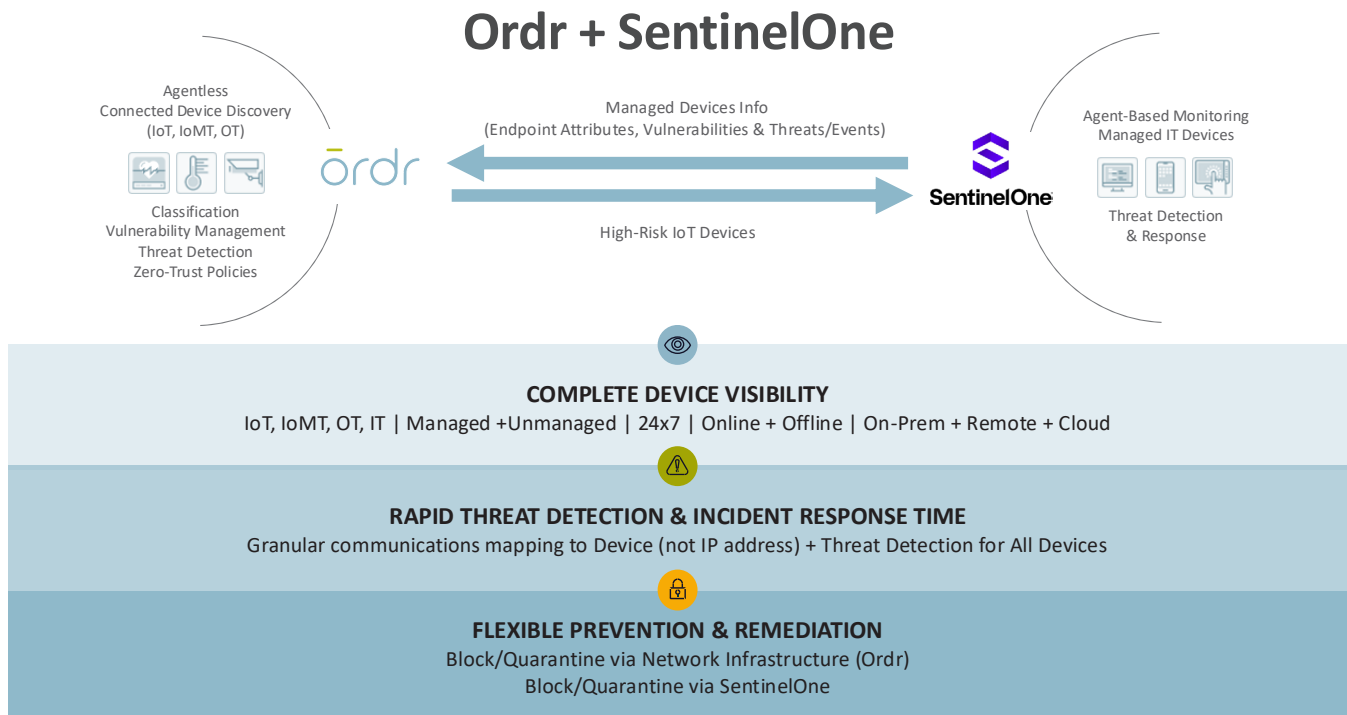 Ordr + SentinelOne
Agentless
Connected Device Discovery
(IoT, IoMT, OT)
Classification
Vulnerability Management
Threat Detection
Zero-Trust Policies
ōrdr
Managed Devices Info
(Endpoint Attributes, Vulnerabilities & Threats/Events)
High-Risk IoT Devices
SentinelOne
Agent-Based Monitoring
Managed IT Devices
Threat Detection
& Response
COMPLETE DEVICE VISIBILITY
IoT, IoMT, OT, IT | Managed +Unmanaged | 24x7 | Online + Offline | On-Prem + Remote + Cloud
RAPID THREAT DETECTION & INCIDENT RESPONSE TIME
Granular communications mapping to Device (not IP address) + Threat Detection for All Devices
FLEXIBLE PREVENTION & REMEDIATION
Block/Quarantine via Network Infrastructure (Ordr)
Block/Quarantine via SentinelOne